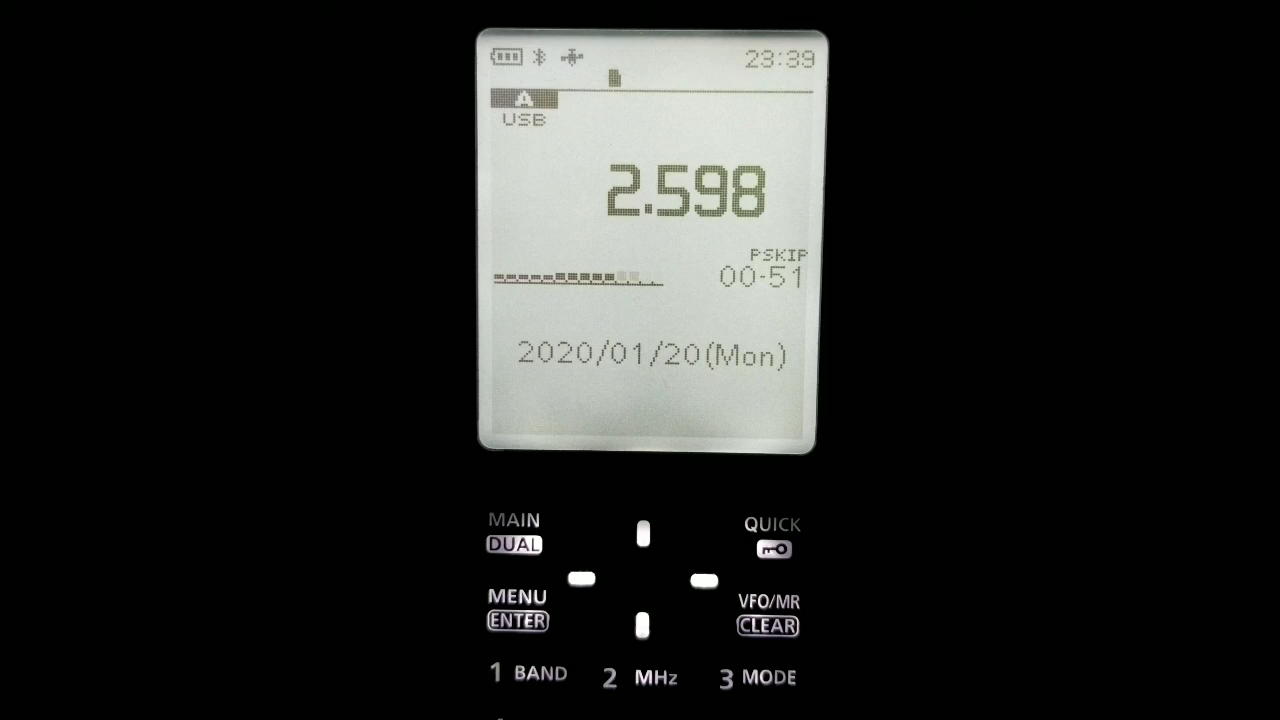 23:39
A
USB
2.598
PSKIP
00-51
2020/01/20(Mon)
MAIN QUICK
DUAL
MENU VFO/MR
ENTER CLEAR
1 BAND 2 MHz 3 MODE